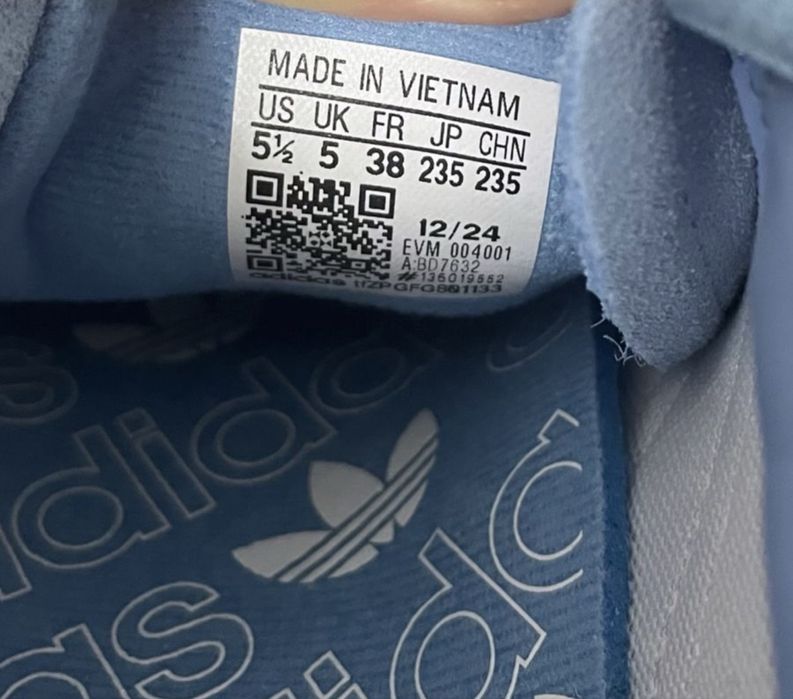 MADE IN VIETNAM
US UK FR JP CHN
5½ 5 38 235 235
12/24
EVM 004001
A:BD7632
#:135019552
adidas
adidas